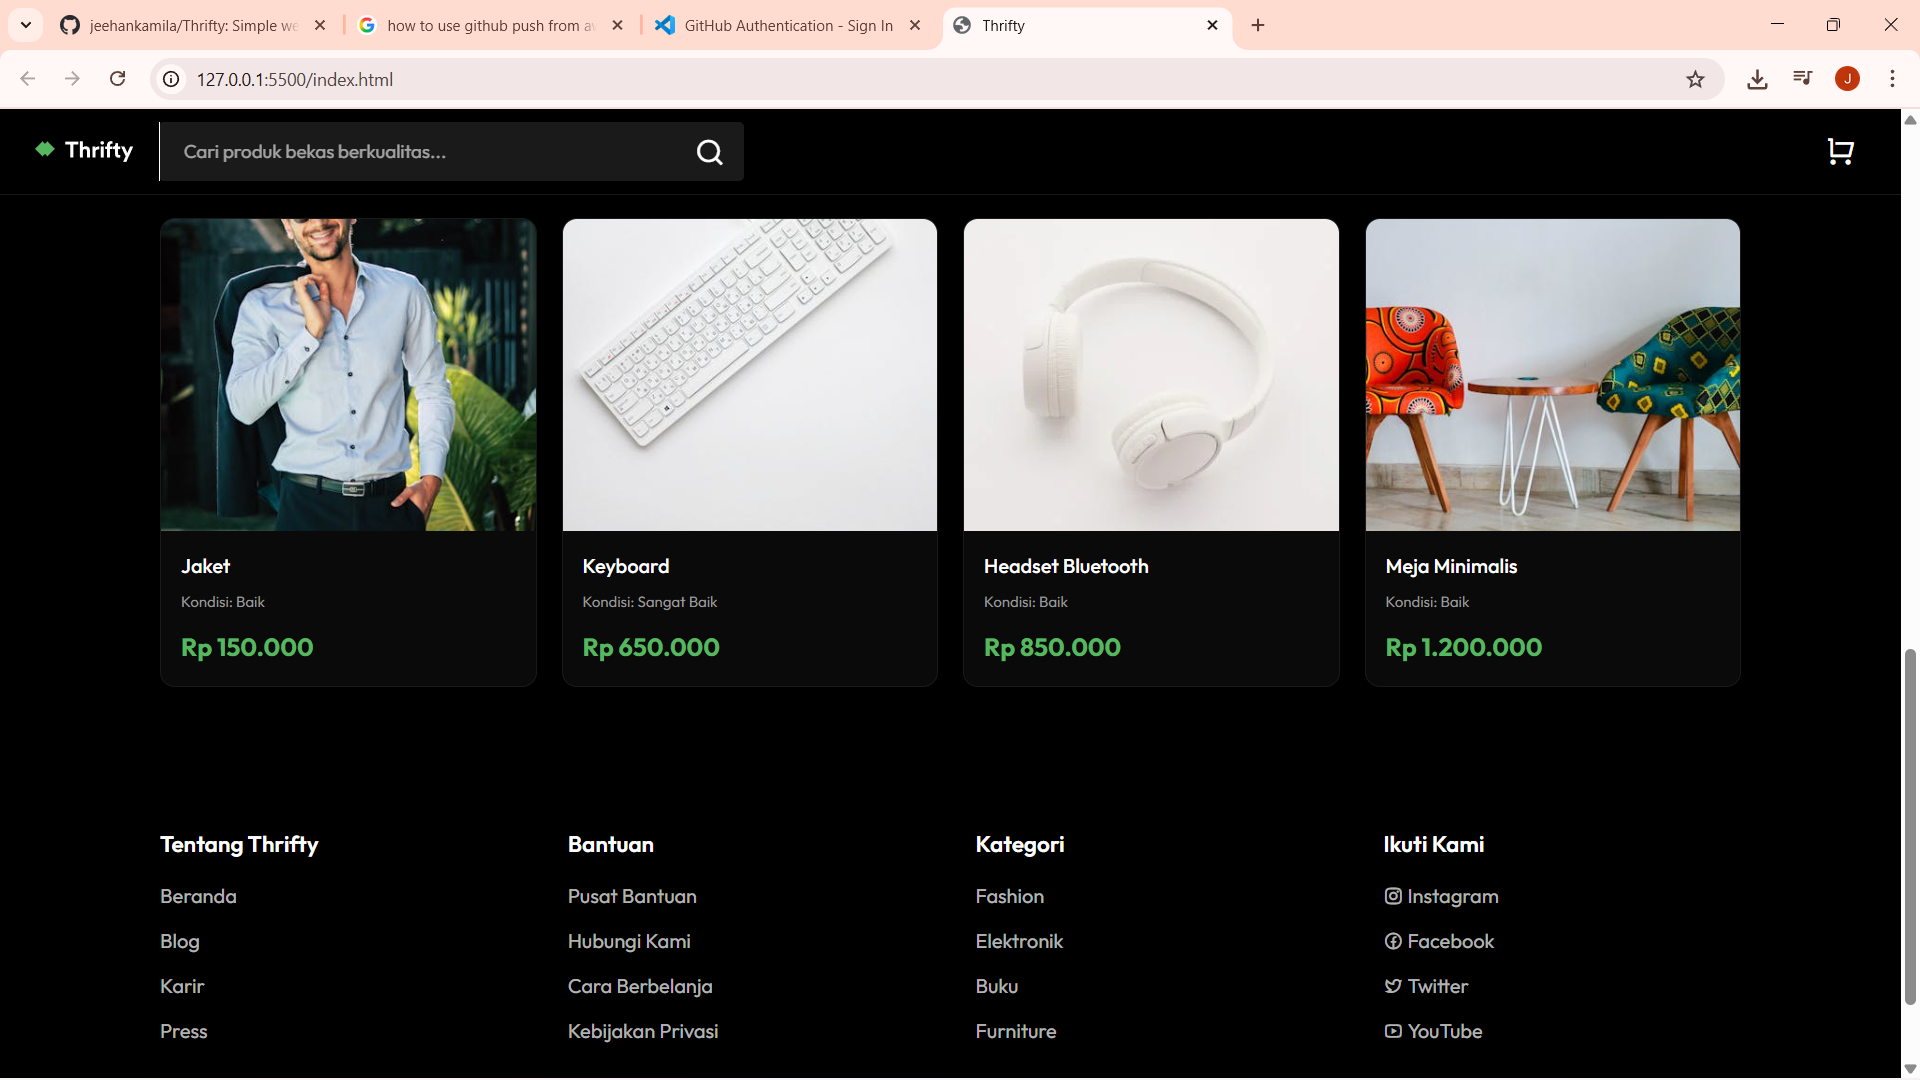 jeehankamila/Thrifty: Simple we
how to use github push from av
GitHub Authentication - Sign In
Thrifty
127.0.0.1:5500/index.html
J
Thrifty
Cari produk bekas berkualitas...
Jaket
Kondisi: Baik
Rp 150.000
Keyboard
Kondisi: Sangat Baik
Rp 650.000
Headset Bluetooth
Kondisi: Baik
Rp 850.000
Meja Minimalis
Kondisi: Baik
Rp 1.200.000
Tentang Thrifty
Beranda
Blog
Karir
Press
Bantuan
Pusat Bantuan
Hubungi Kami
Cara Berbelanja
Kebijakan Privasi
Kategori
Fashion
Elektronik
Buku
Furniture
Ikuti Kami
Instagram
Facebook
Twitter
YouTube